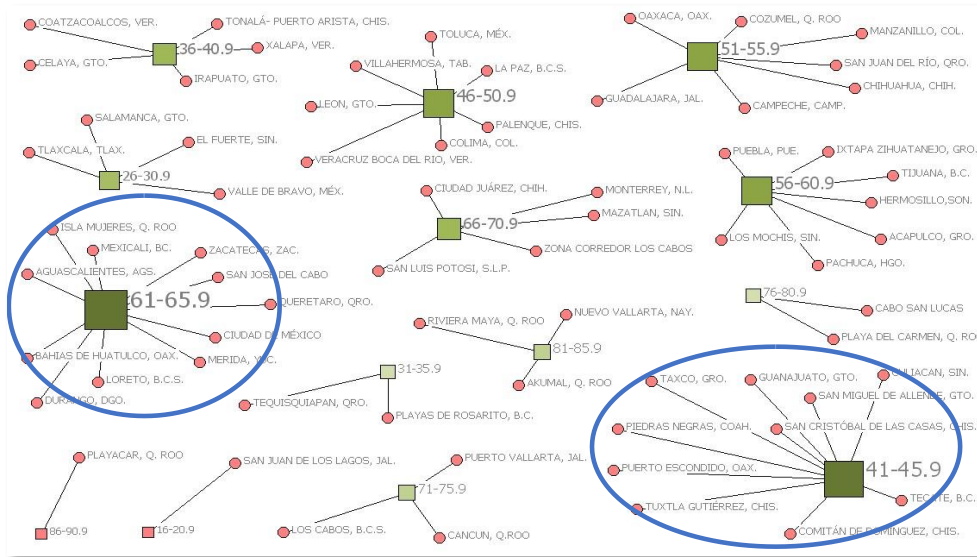 COATZACOALCOS, VER.
TONALÁ- PUERTO ARISTA, CHIS.
36-40.9
XALAPA, VER.
CELAYA, GTO.
IRAPUATO, GTO.
TOLUCA, MÉX.
VILLAHERMOSA, TAB.
LA PAZ, B.C.S.
46-50.9
LEON, GTO.
PALENQUE, CHIS.
COLIMA, COL.
VERACRUZ BOCA DEL RIO, VER.
OAXACA, OAX.
COZUMEL, Q. ROO
MANZANILLO, COL.
51-55.9
SAN JUAN DEL RÍO, QRO.
CHIHUAHUA, CHIH.
GUADALAJARA, JAL.
CAMPECHE, CAMP.
SALAMANCA, GTO.
EL FUERTE, SIN.
TLAXCALA, TLAX.
26-30.9
VALLE DE BRAVO, MÉX.
CIUDAD JUÁREZ, CHIH.
MONTERREY, N.L.
MAZATLAN, SIN.
66-70.9
ZONA CORREDOR LOS CABOS
SAN LUIS POTOSI, S.L.P.
PUEBLA, PUE.
IXTAPA ZIHUATANEJO, GRO.
TIJUANA, B.C.
56-60.9
HERMOSILLO,SON.
LOS MOCHIS, SIN.
ACAPULCO, GRO.
PACHUCA, HGO.
ISLA MUJERES, Q. ROO
MEXICALI, BC.
ZACATECAS, ZAC.
AGUASCALIENTES, AGS.
SAN JOSE DEL CABO
61-65.9
QUERETARO, QRO.
CIUDAD DE MÉXICO
BAHIAS DE HUATULCO, OAX.
MERIDA, YUC.
LORETO, B.C.S.
DURANGO, DGO.
RIVIERA MAYA, Q. ROO
NUEVO VALLARTA, NAY.
81-85.9
AKUMAL, Q. ROO
76-80.9
CABO SAN LUCAS
PLAYA DEL CARMEN, Q. RO
31-35.9
TEQUISQUIAPAN, QRO.
PLAYAS DE ROSARITO, B.C.
TAXCO, GRO.
GUANAJUATO, GTO.
CULIACAN, SIN.
SAN MIGUEL DE ALLENDE, GTO.
PIEDRAS NEGRAS, COAH.
SAN CRISTÓBAL DE LAS CASAS, CHIS.
PUERTO ESCONDIDO, OAX.
41-45.9
TUXTLA GUTIÉRREZ, CHIS.
TECATE, B.C.
COMITÁN DE DOMÍNGUEZ, CHIS.
PLAYACAR, Q. ROO
86-90.9
SAN JUAN DE LOS LAGOS, JAL.
16-20.9
PUERTO VALLARTA, JAL.
71-75.9
LOS CABOS, B.C.S.
CANCUN, Q.ROO